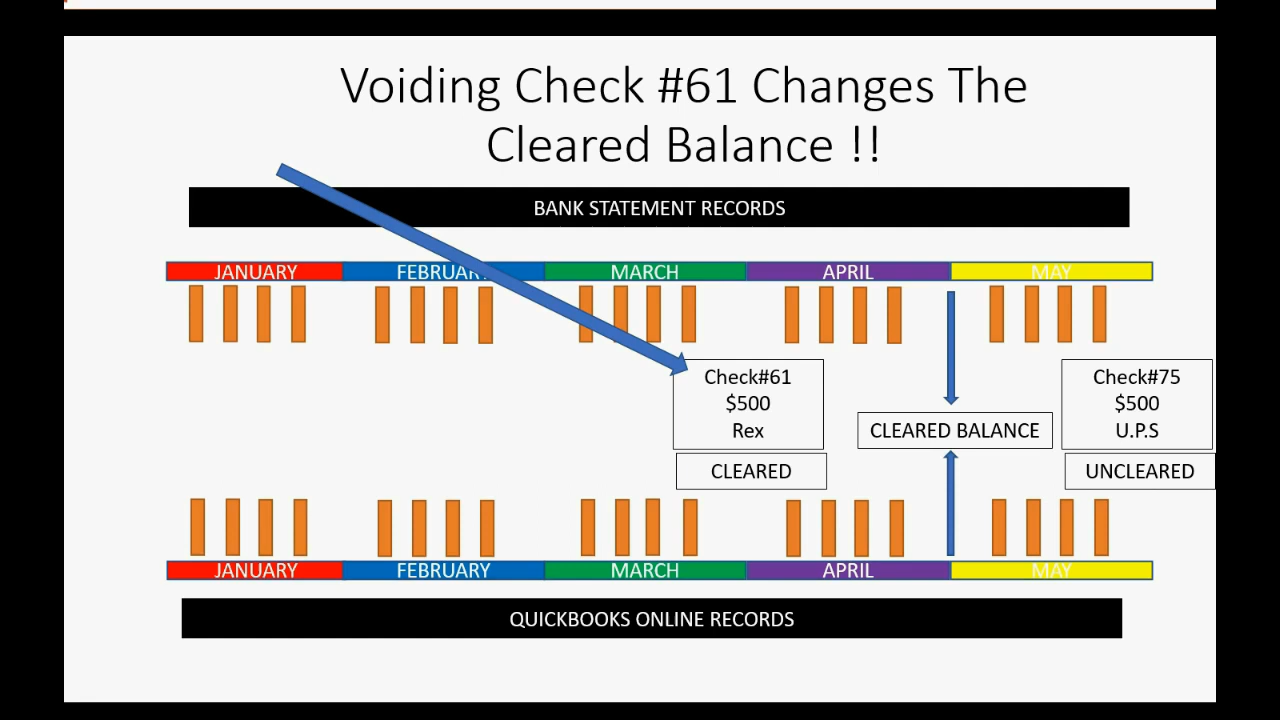 Voiding Check #61 Changes The
Cleared Balance !!
BANK STATEMENT RECORDS
JANUARY
FEBRUARY
MARCH
APRIL
MAY
Check#61
$500
Rex
CLEARED
CLEARED BALANCE
Check#75
$500
U.P.S
UNCLEARED
JANUARY
FEBRUARY
MARCH
APRIL
MAY
QUICKBOOKS ONLINE RECORDS